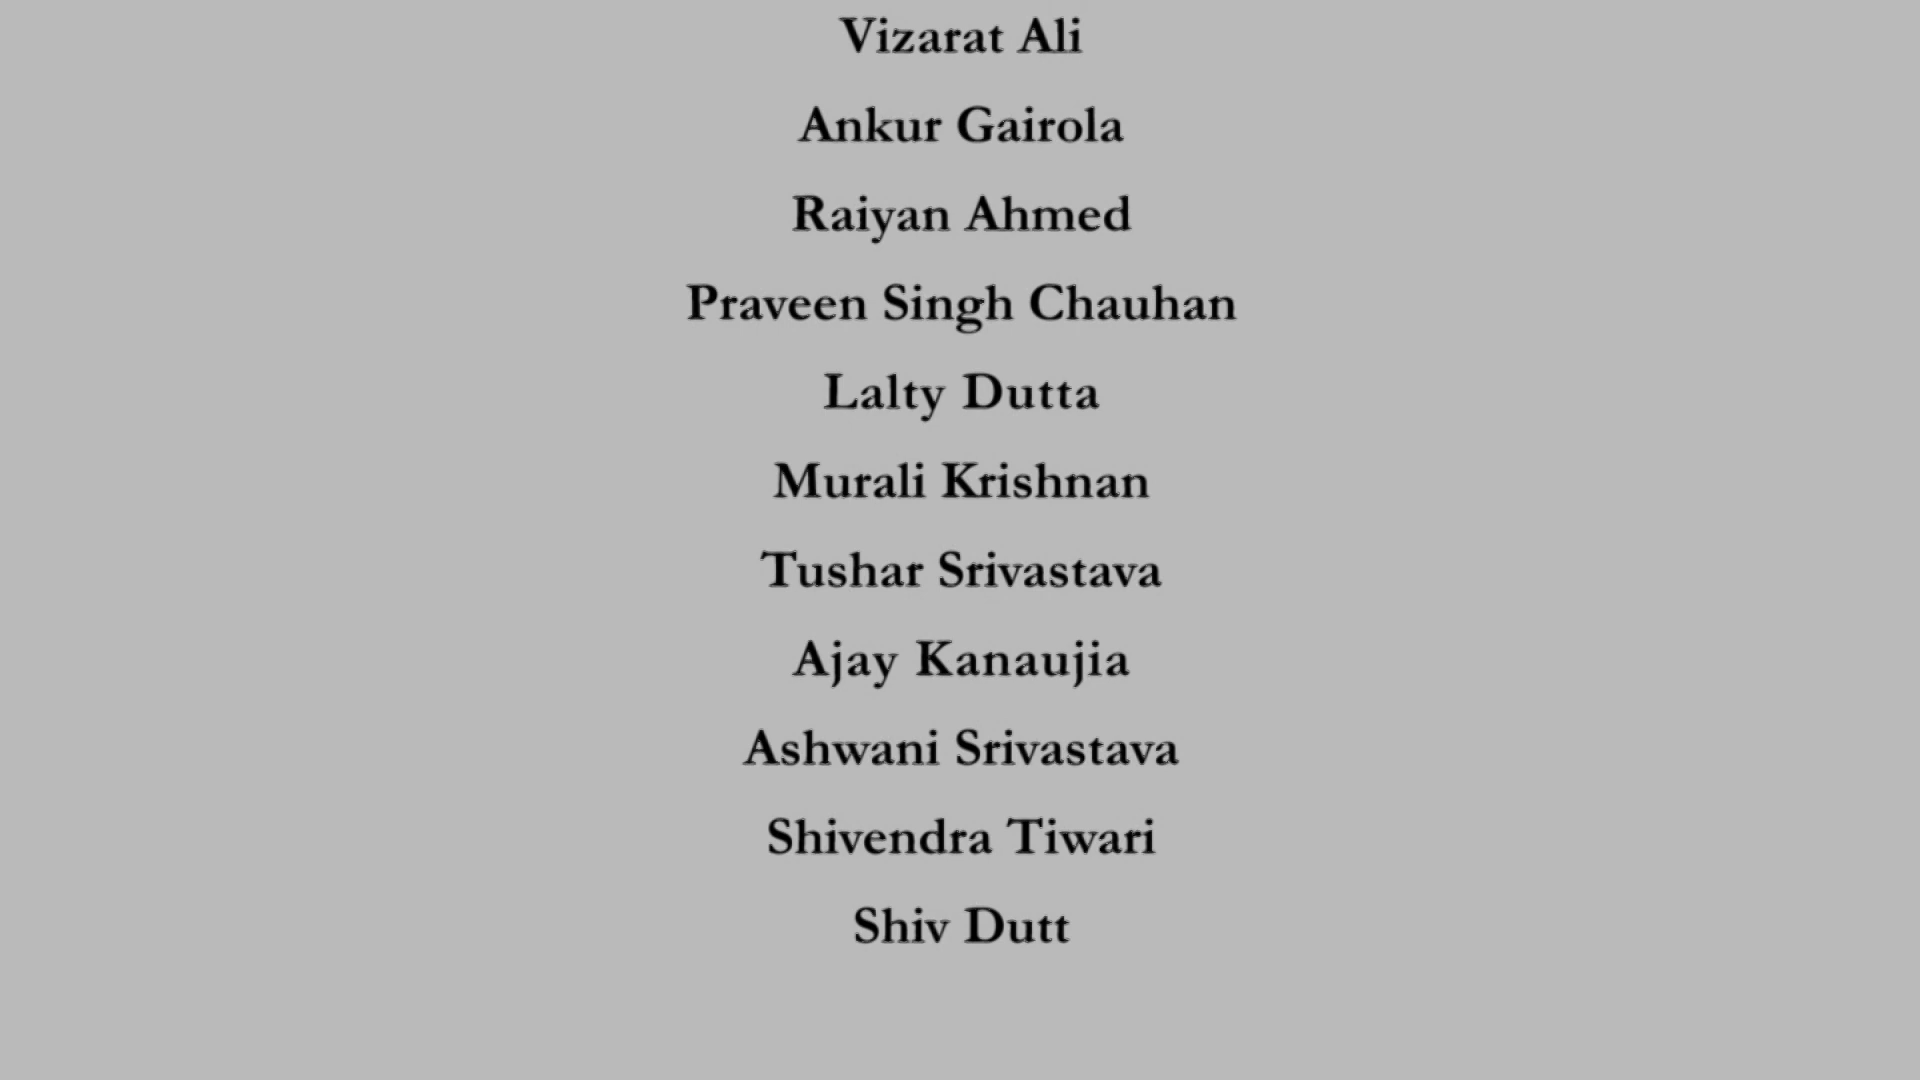 Vizarat Ali
Ankur Gairola
Raiyan Ahmed
Praveen Singh Chauhan
Lalty Dutta
Murali Krishnan
Tushar Srivastava
Ajay Kanaujia
Ashwani Srivastava
Shivendra Tiwari
Shiv Dutt